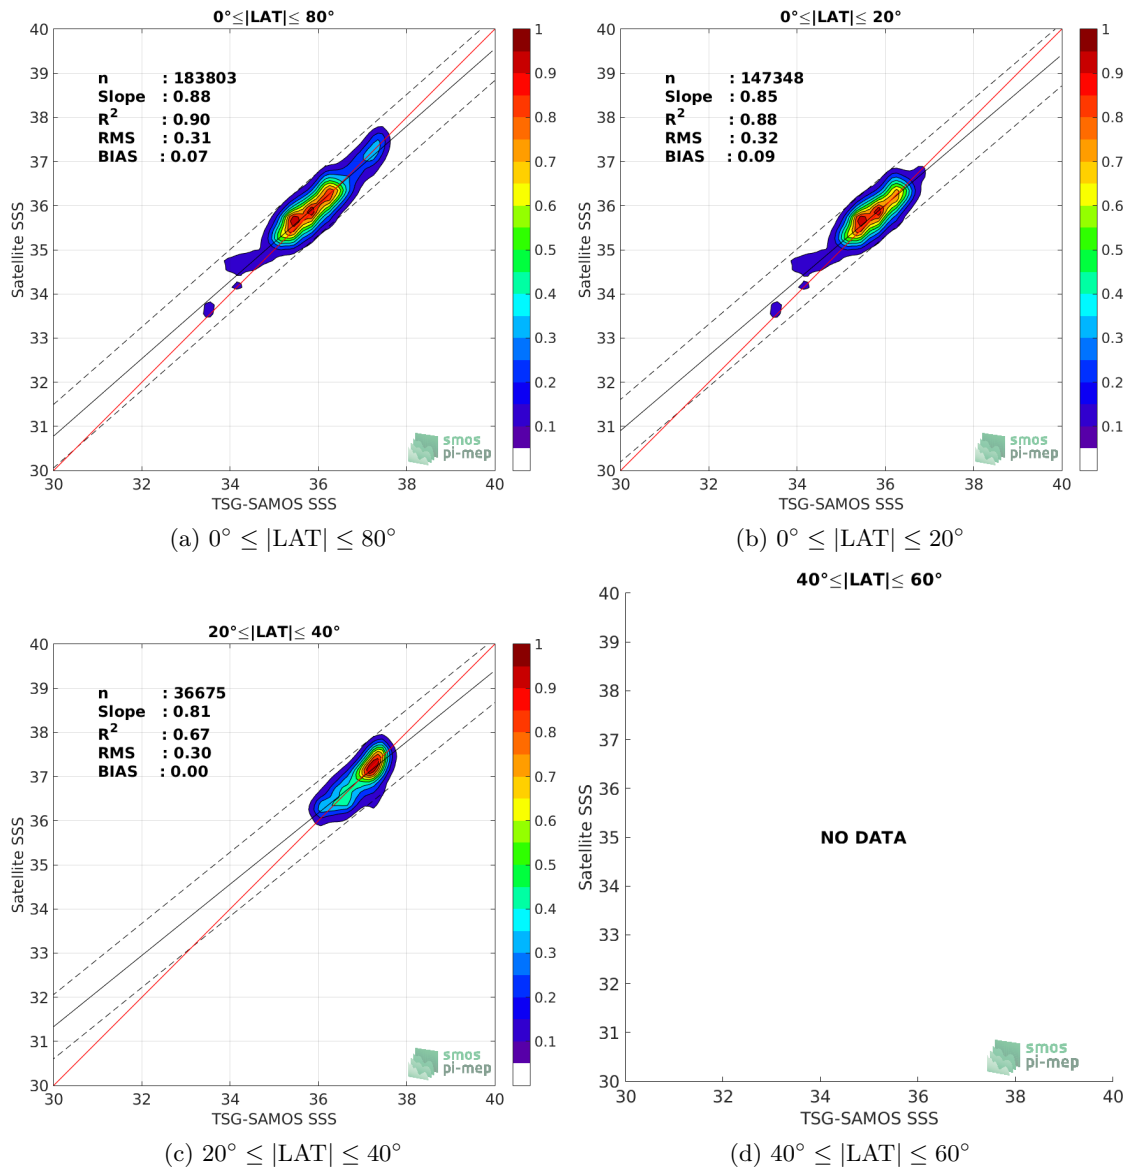 0°≤|LAT|≤ 80°
n : 183803
Slope : 0.88
R2 : 0.90
RMS : 0.31
BIAS : 0.07
Satellite SSS
40
39
38
37
36
35
34
33
32
31
30
30 32 34 36 38 40
TSG-SAMOS SSS
1
0.9
0.8
0.7
0.6
0.5
0.4
0.3
0.2
0.1
smos
pi-mep
(a) 0° ≤ |LAT| ≤ 80°
0°≤|LAT|≤ 20°
n : 147348
Slope : 0.85
R2 : 0.88
RMS : 0.32
BIAS : 0.09
Satellite SSS
40
39
38
37
36
35
34
33
32
31
30
30 32 34 36 38 40
TSG-SAMOS SSS
1
0.9
0.8
0.7
0.6
0.5
0.4
0.3
0.2
0.1
smos
pi-mep
(b) 0° ≤ |LAT| ≤ 20°
20°≤|LAT|≤ 40°
n : 36675
Slope : 0.81
R2 : 0.67
RMS : 0.30
BIAS : 0.00
Satellite SSS
40
39
38
37
36
35
34
33
32
31
30
30 32 34 36 38 40
TSG-SAMOS SSS
1
0.9
0.8
0.7
0.6
0.5
0.4
0.3
0.2
0.1
smos
pi-mep
(c) 20° ≤ |LAT| ≤ 40°
40°≤|LAT|≤ 60°
NO DATA
Satellite SSS
40
39
38
37
36
35
34
33
32
31
30
30 32 34 36 38 40
TSG-SAMOS SSS
smos
pi-mep
(d) 40° ≤ |LAT| ≤ 60°